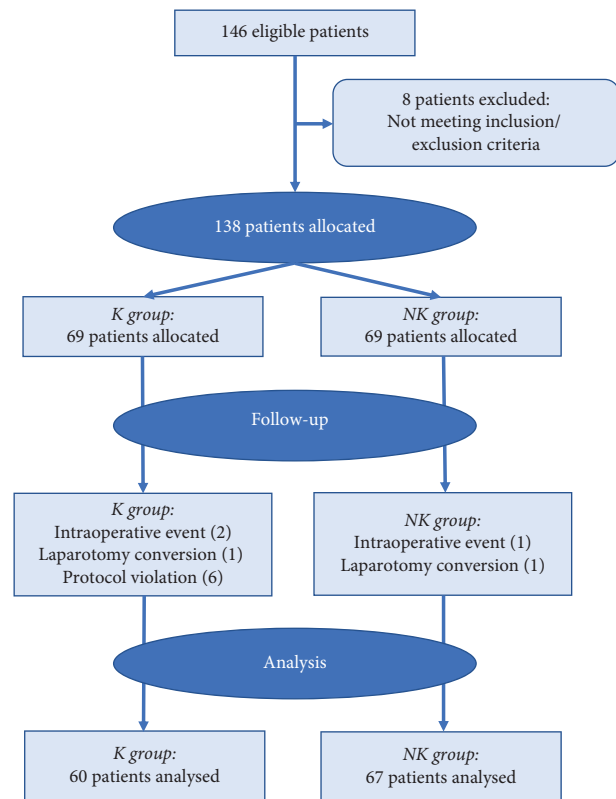 146 eligible patients
8 patients excluded:
Not meeting inclusion/
exclusion criteria
138 patients allocated
K group:
69 patients allocated
NK group:
69 patients allocated
Follow-up
K group:
Intraoperative event (2)
Laparotomy conversion (1)
Protocol violation (6)
NK group:
Intraoperative event (1)
Laparotomy conversion (1)
Analysis
K group:
60 patients analysed
NK group:
67 patients analysed